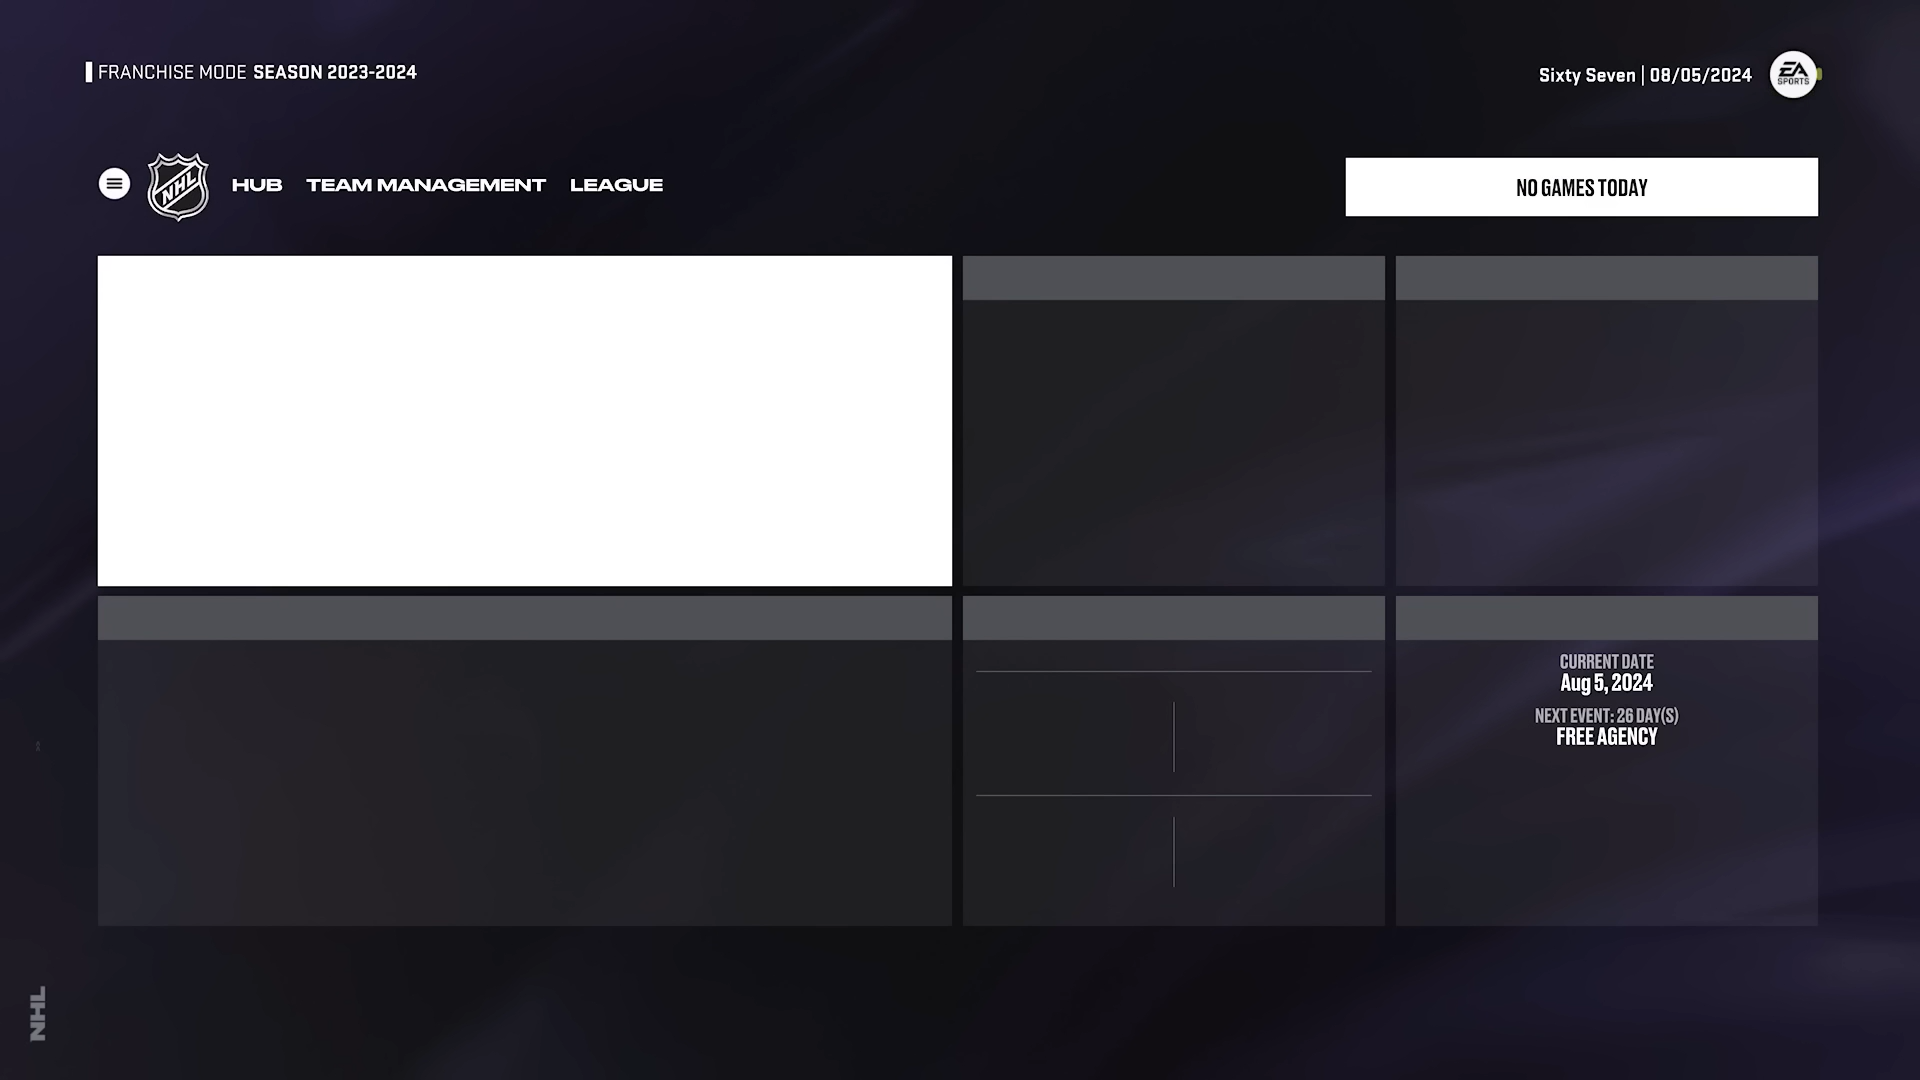 FRANCHISE MODE SEASON 2023-2024
Sixty Seven | 08/05/2024
EA SPORTS
NHL
HUB TEAM MANAGEMENT LEAGUE
NO GAMES TODAY
CURRENT DATE
Aug 5, 2024
NEXT EVENT: 26 DAY(S)
FREE AGENCY
NHL